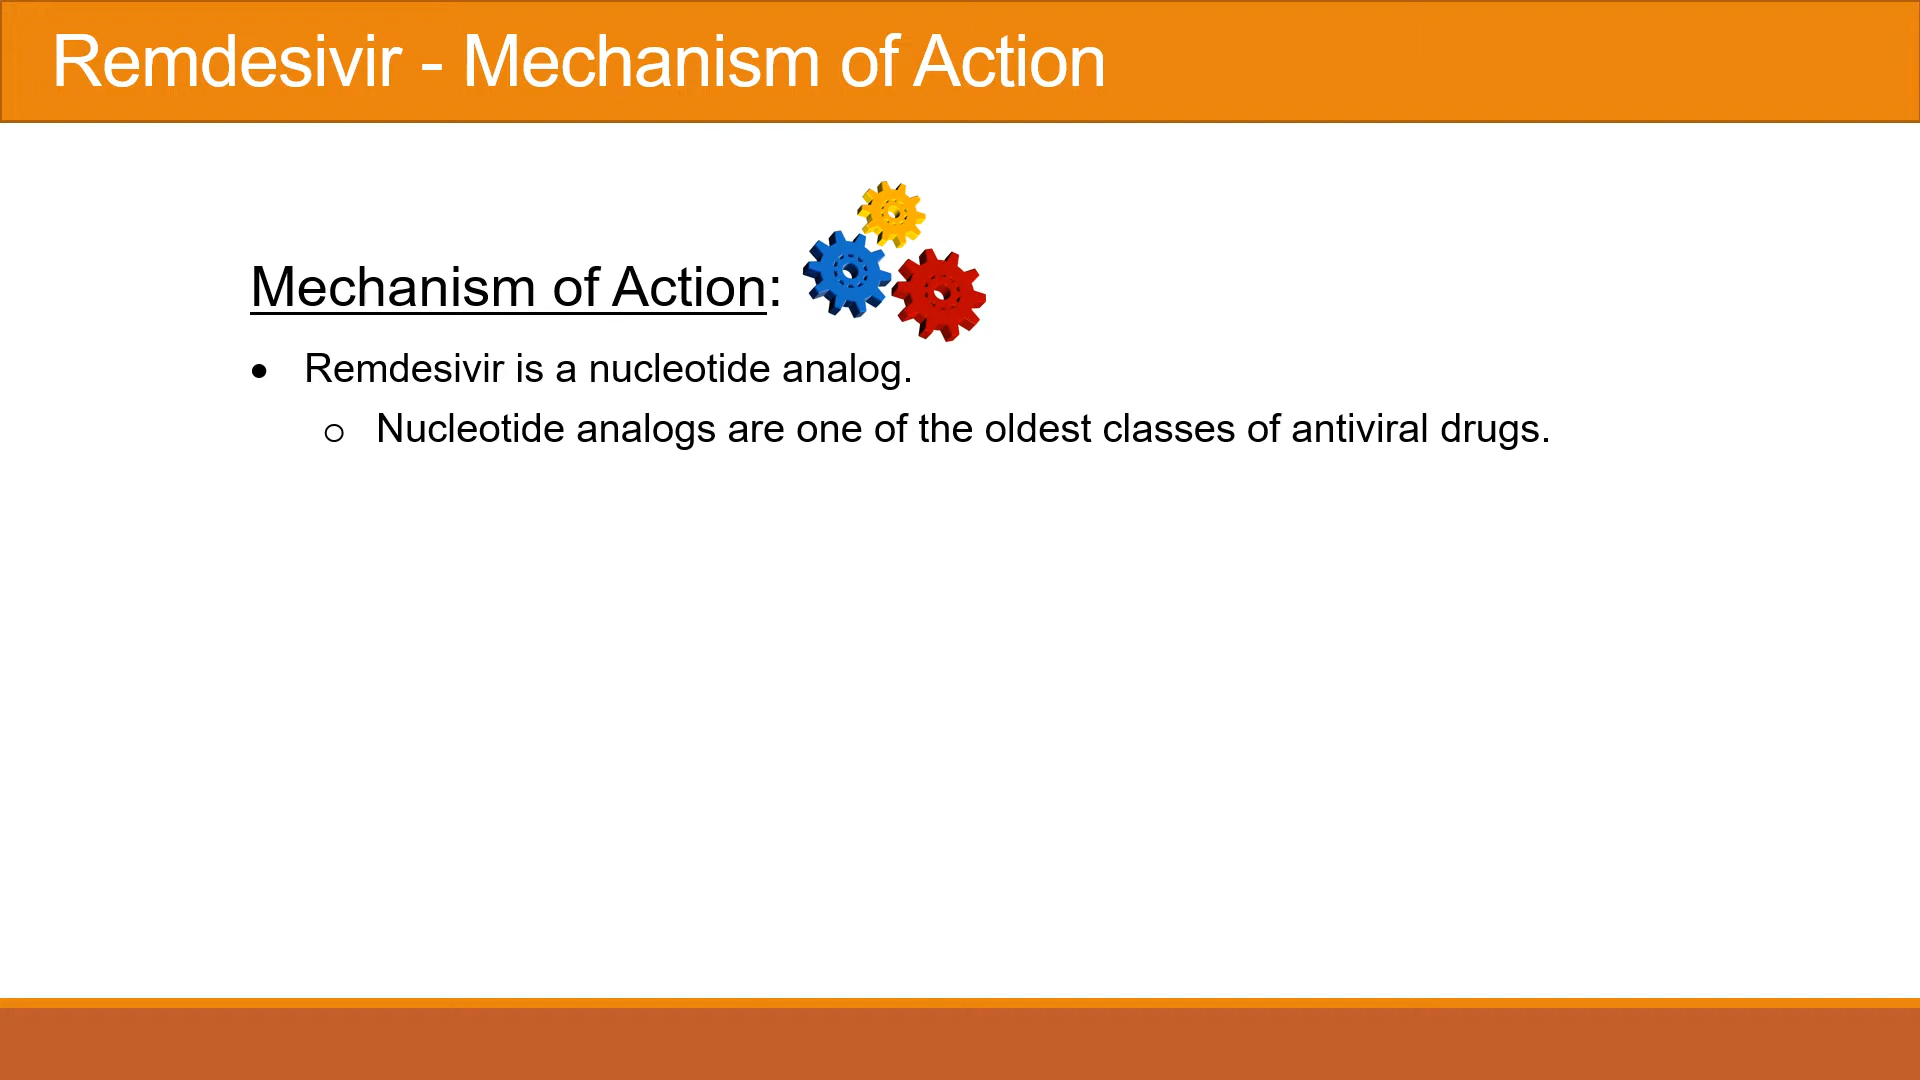 Remdesivir - Mechanism of Action
Mechanism of Action:
• Remdesivir is a nucleotide analog.
o Nucleotide analogs are one of the oldest classes of antiviral drugs.